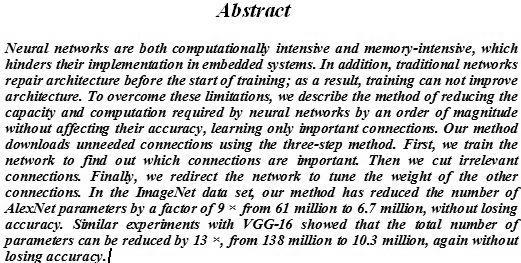 Abstract
Neural networks are both computationally intensive and memory-intensive, which
hinders their implementation in embedded systems. In addition, traditional networks
repair architecture before the start of training; as a result, training can not improve
architecture. To overcome these limitations, we describe the method of reducing the
capacity and computation required by neural networks by an order of magnitude
without affecting their accuracy, learning only important connections. Our method
downloads unneeded connections using the three-step method. First, we train the
network to find out which connections are important. Then we cut irrelevant
connections. Finally, we redirect the network to tune the weight of the other
connections. In the ImageNet data set, our method has reduced the number of
AlexNet parameters by a factor of 9 × from 61 million to 6.7 million, without losing
accuracy. Similar experiments with VGG-16 showed that the total number of
parameters can be reduced by 13 ×, from 138 million to 10.3 million, again without
losing accuracy.